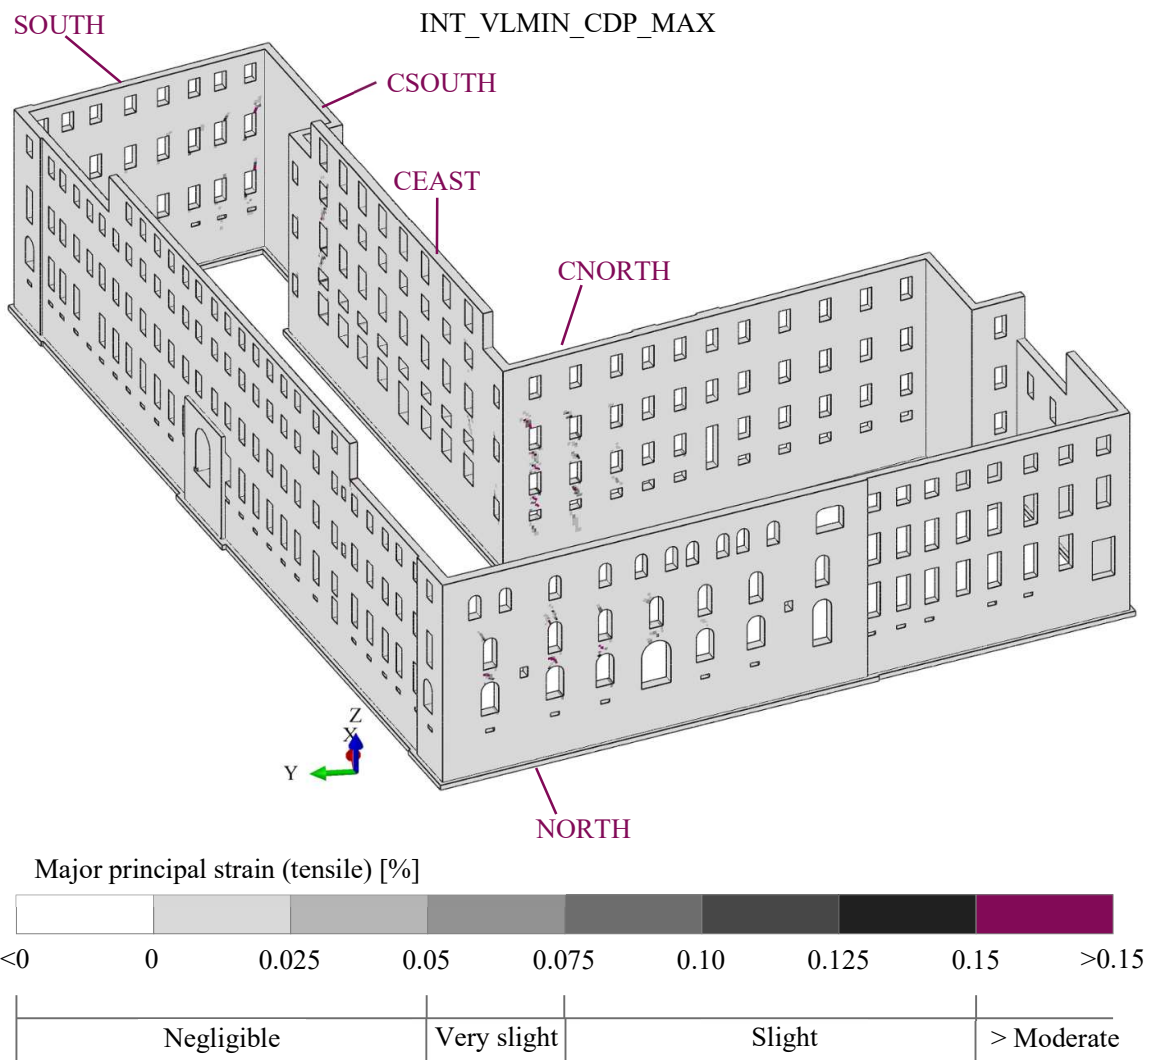 INT_VLMIN_CDP_MAX
SOUTH
CSOUTH
CEAST
CNORTH
Z
X
Y
NORTH
Major principal strain (tensile) [%]
<0 0 0.025 0.05 0.075 0.10 0.125 0.15 >0.15
Negligible Very slight Slight > Moderate